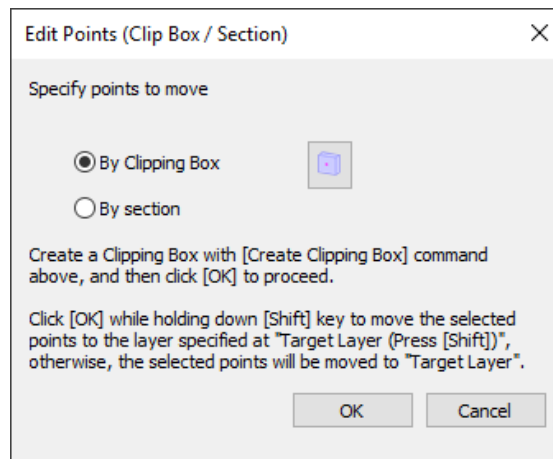 Edit Points (Clip Box / Section)
Specify points to move
By Clipping Box
By section
Create a Clipping Box with [Create Clipping Box] command
above, and then click [OK] to proceed.
Click [OK] while holding down [Shift] key to move the selected
points to the layer specified at "Target Layer (Press [Shift])",
otherwise, the selected points will be moved to "Target Layer".
OK
Cancel